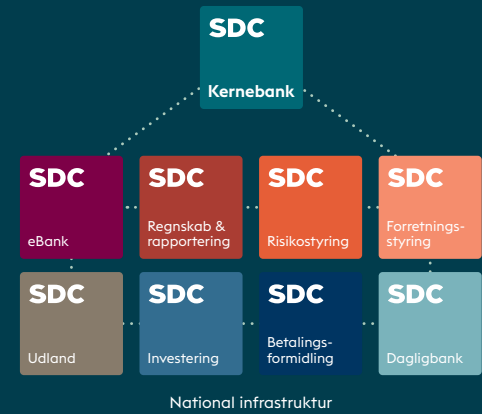 SDC
Kernebank
SDC
eBank
SDC
Regnskab &
rapportering
SDC
Risikostyring
SDC
Forretnings-
styring
SDC
Udland
SDC
Investering
SDC
Betalings-
formidling
SDC
Dagligbank
National infrastruktur